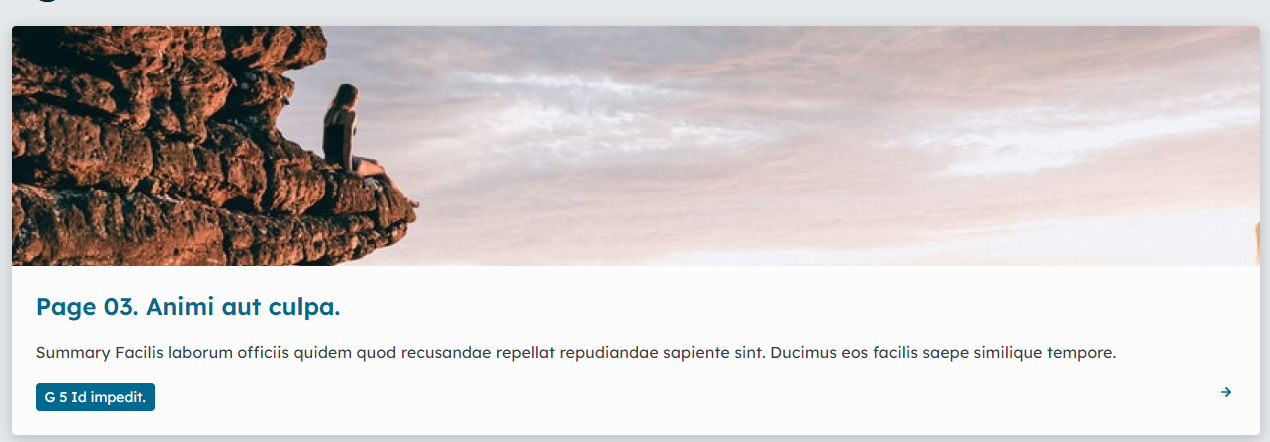 Page 03. Animi aut culpa.
Summary Facilis laborum officiis quidem quod recusandae repellat repudiandae sapiente sint. Ducimus eos facilis saepe similique tempore.
G 5 Id impedit.